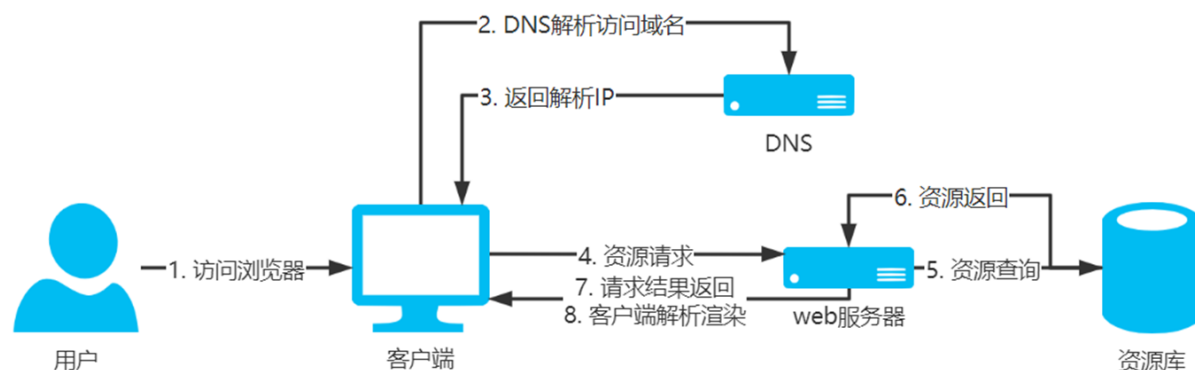 2. DNS解析访问域名
3. 返回解析IP
DNS
6. 资源返回
1. 访问浏览器
4. 资源请求
5. 资源查询
7. 请求结果返回
8. 客户端解析渲染
web服务器
用户
客户端
资源库